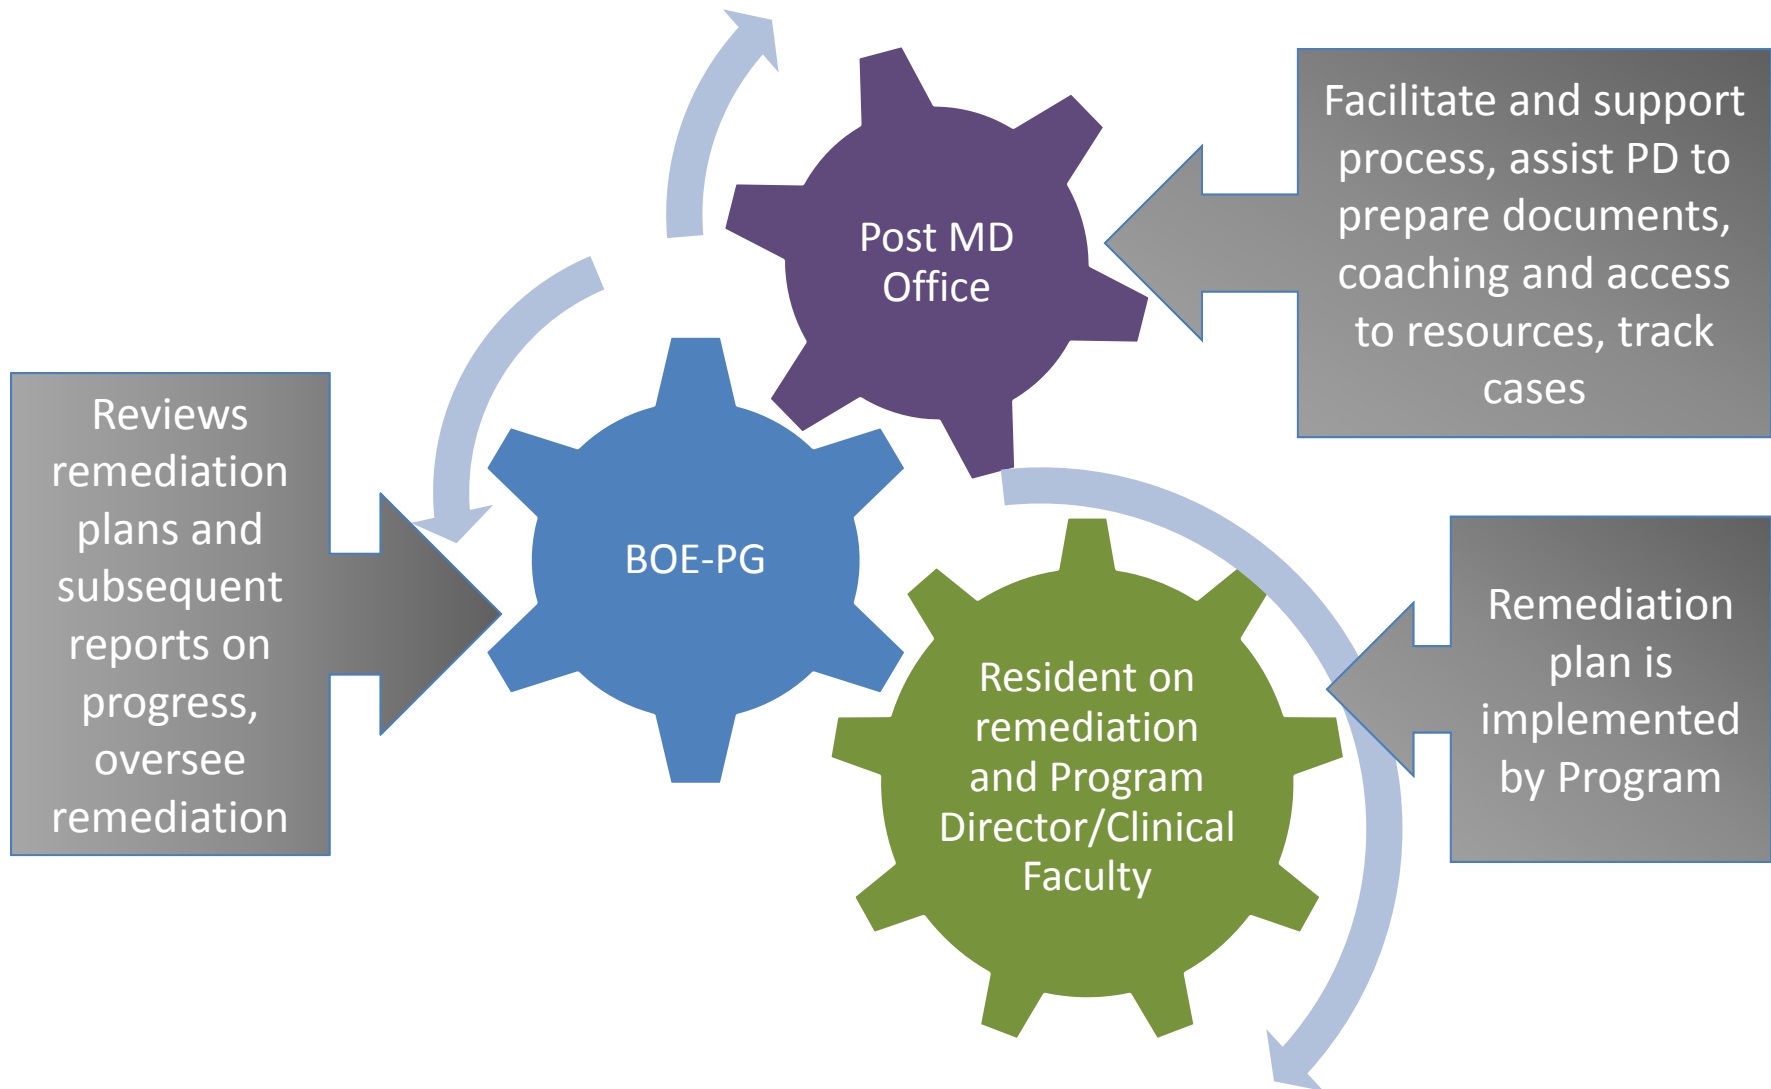 Post MD
Office
Facilitate and support
process, assist PD to
prepare documents,
coaching and access
to resources, track
cases
Reviews
remediation
plans and
subsequent
reports on
progress,
oversee
remediation
BOE-PG
Resident on
remediation
and Program
Director/Clinical
Faculty
Remediation
plan is
implemented
by Program